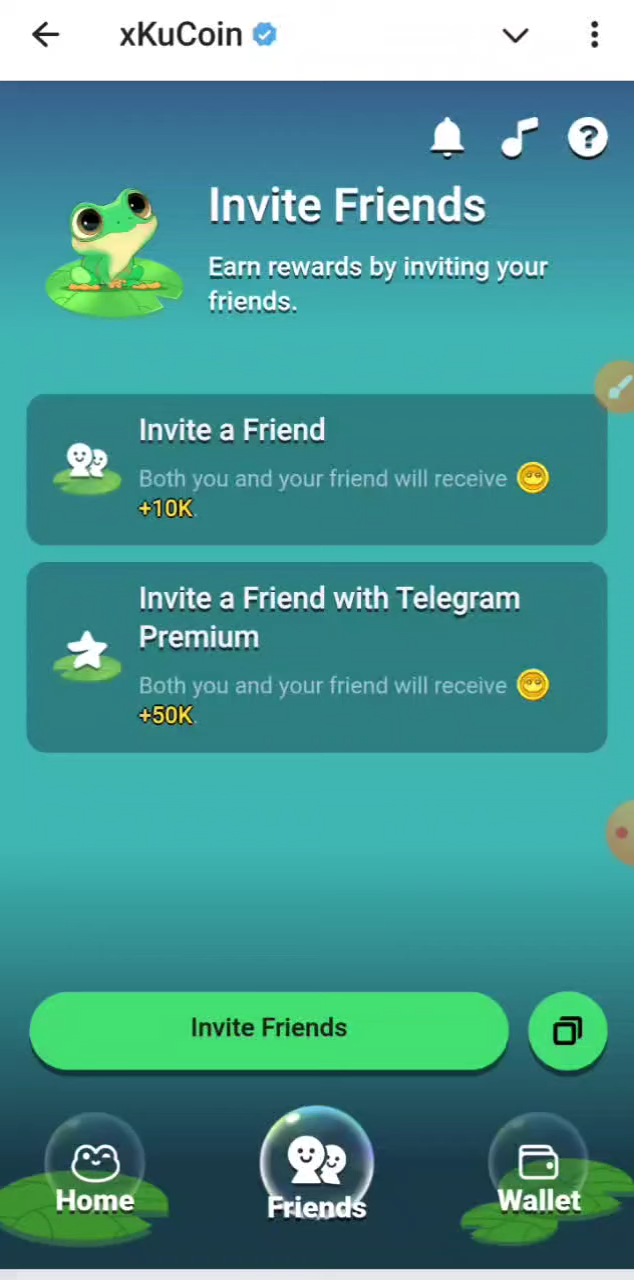 xKuCoin
Invite Friends
Earn rewards by inviting your
friends.
Invite a Friend
Both you and your friend will receive
+10K.
Invite a Friend with Telegram
Premium
Both you and your friend will receive
+50K.
Invite Friends
Home
Friends
Wallet